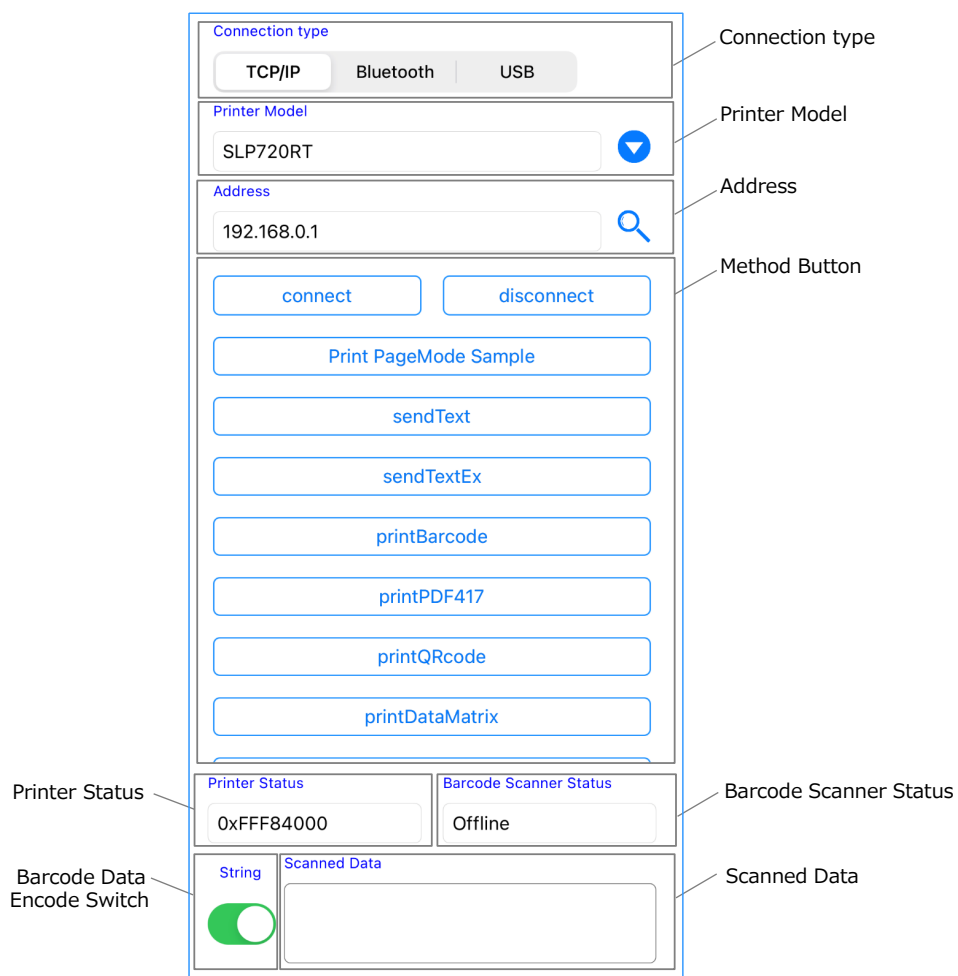 Connection type
TCP/IP Bluetooth USB
Connection type
Printer Model
SLP720RT
Printer Model
Address
192.168.0.1
Address
Method Button
connect disconnect
Print PageMode Sample
sendText
sendTextEx
printBarcode
printPDF417
printQRcode
printDataMatrix
Printer Status
Printer Status
0xFFF84000
Barcode Scanner Status
Offline
Barcode Scanner Status
Barcode Data
Encode Switch
String
Scanned Data
Scanned Data